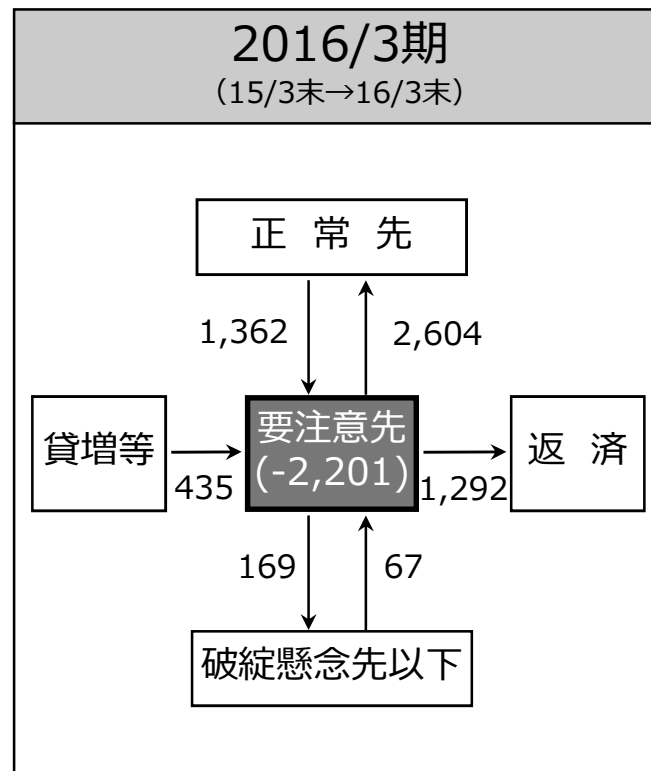 2016/3期
（15/3末→16/3末）
正 常 先
1,362
2,604
貸増等
435
要注意先
(-2,201)
1,292
返 済
169
67
破綻懸念先以下